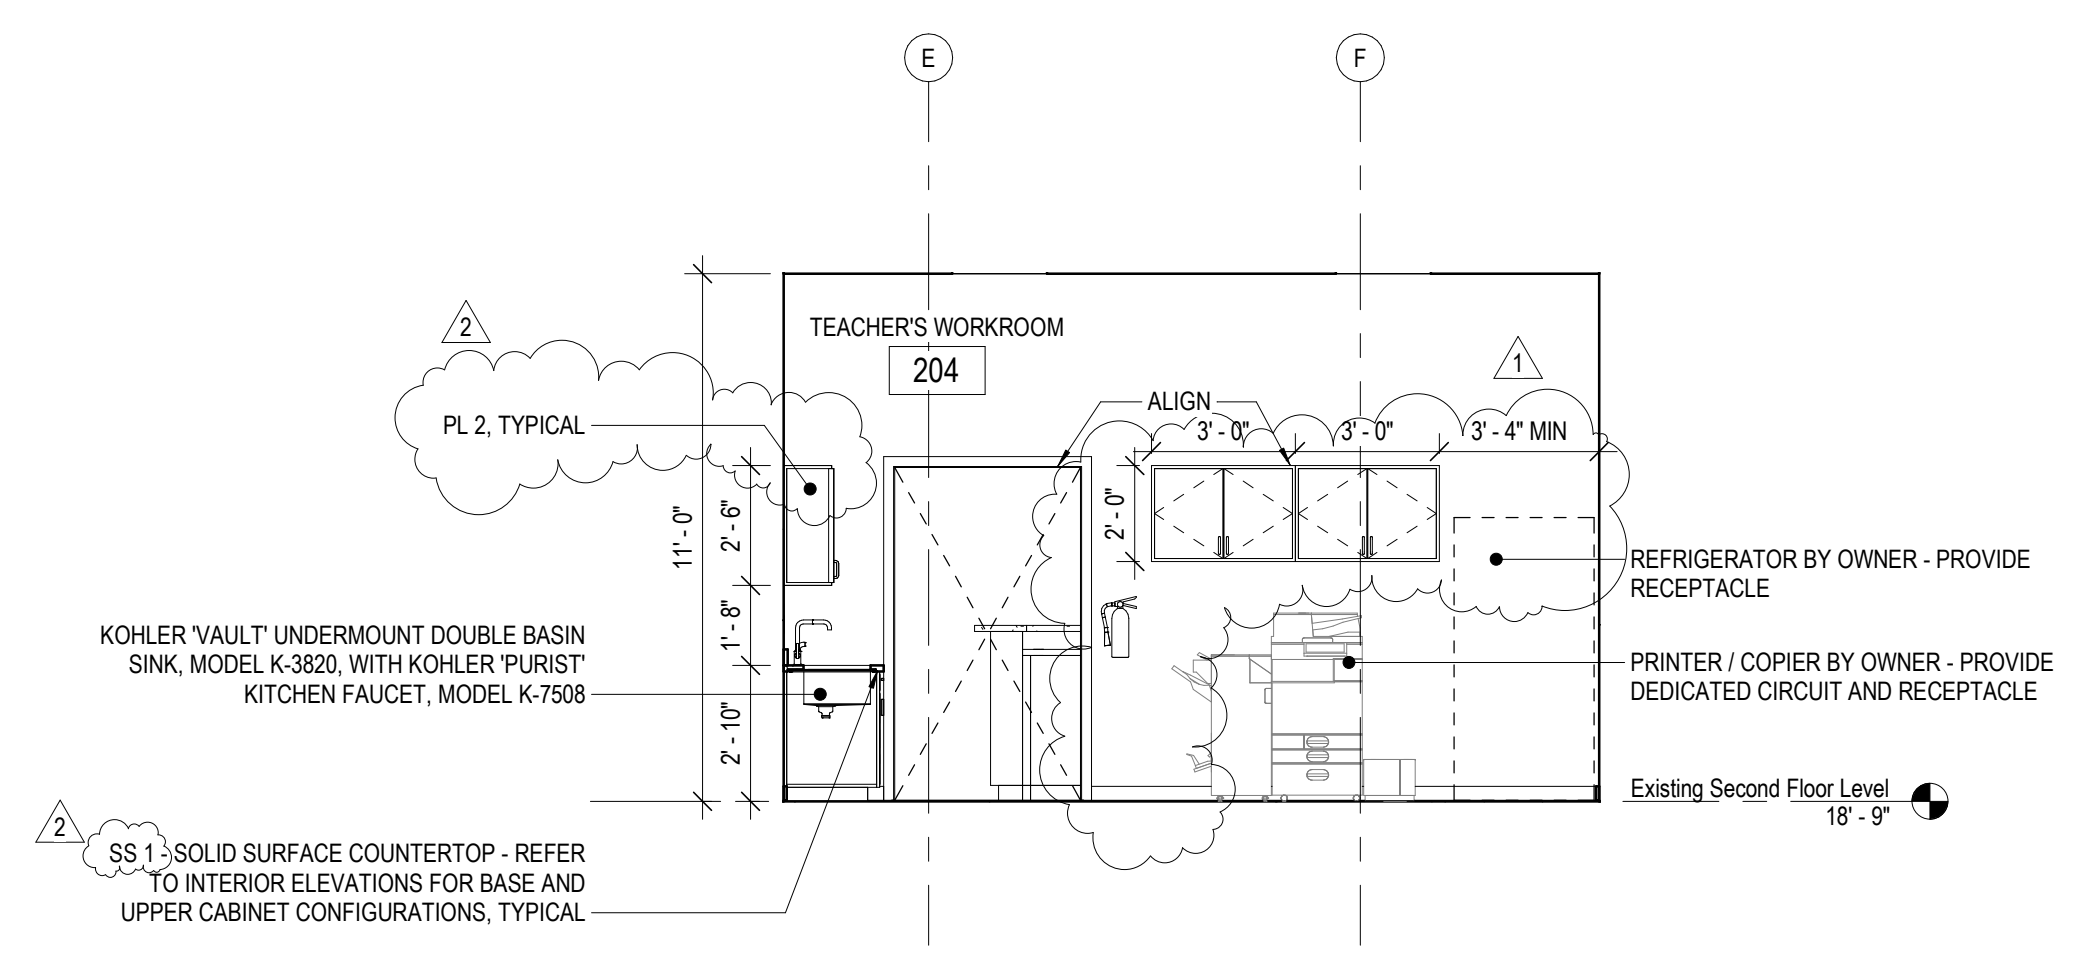 E
F
2
TEACHER'S WORKROOM
204
1
ALIGN
PL 2, TYPICAL
3' - 0"
3' - 0"
3' - 4" MIN
11' - 0"
2' - 6"
2' - 0"
1' - 8"
2' - 10"
REFRIGERATOR BY OWNER - PROVIDE
RECEPTACLE
KOHLER 'VAULT' UNDERMOUNT DOUBLE BASIN
SINK, MODEL K-3820, WITH KOHLER 'PURIST'
KITCHEN FAUCET, MODEL K-7508
PRINTER / COPIER BY OWNER - PROVIDE
DEDICATED CIRCUIT AND RECEPTACLE
Existing Second Floor Level
18' - 9"
2
SS 1 - SOLID SURFACE COUNTERTOP - REFER
TO INTERIOR ELEVATIONS FOR BASE AND
UPPER CABINET CONFIGURATIONS, TYPICAL